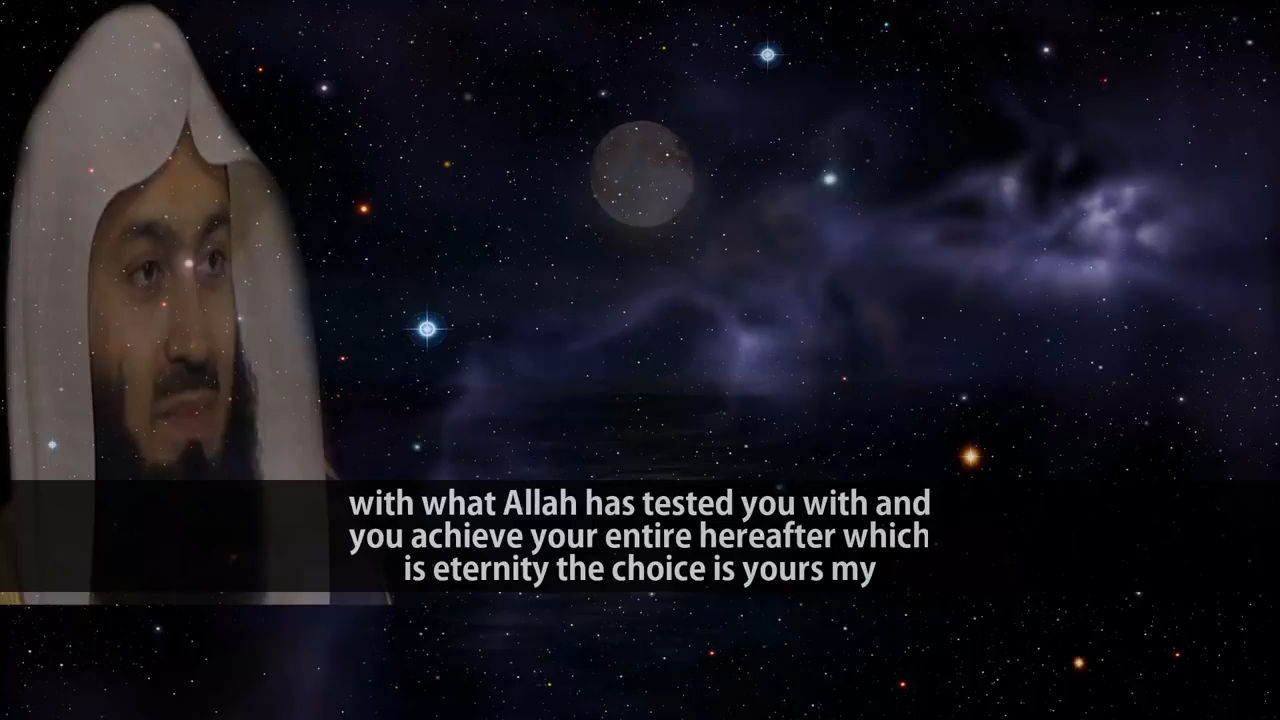 with what Allah has tested you with and
you achieve your entire hereafter which
is eternity the choice is yours my